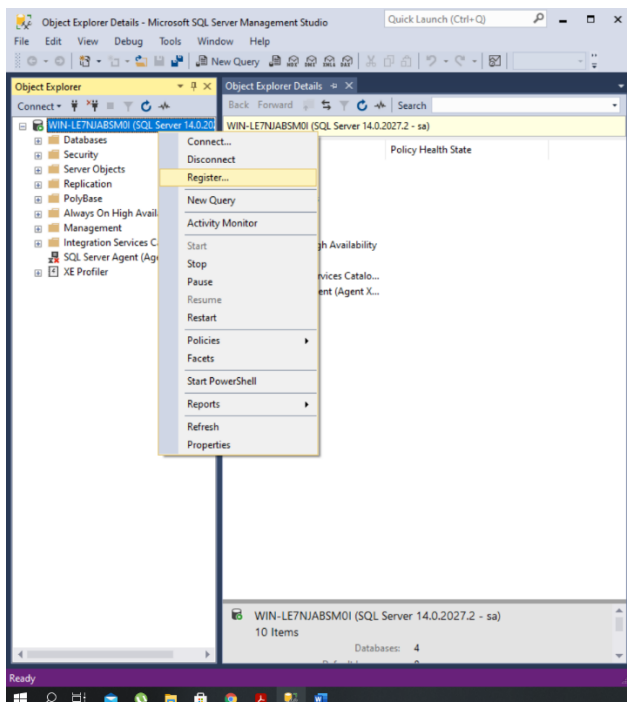 Object Explorer Details - Microsoft SQL Server Management Studio
Quick Launch (Ctrl+Q)
File Edit View Debug Tools Window Help
New Query
Object Explorer
Object Explorer Details
Connect
Back Forward Search
WIN-LE7NJABSM0I (SQL Server 14.0.20
WIN-LE7NJABSM0I (SQL Server 14.0.2027.2 - sa)
Databases
Security
Server Objects
Replication
PolyBase
Always On High Avail
Management
Integration Services C
SQL Server Agent (Age
XE Profiler
Connect...
Disconnect
Register...
New Query
Activity Monitor
Start
Stop
Pause
Resume
Restart
Policies
Facets
Start PowerShell
Reports
Refresh
Properties
Policy Health State
gh Availability
rvices Catalo...
ent (Agent X...
WIN-LE7NJABSM0I (SQL Server 14.0.2027.2 - sa)
10 Items
Databases: 4
Ready